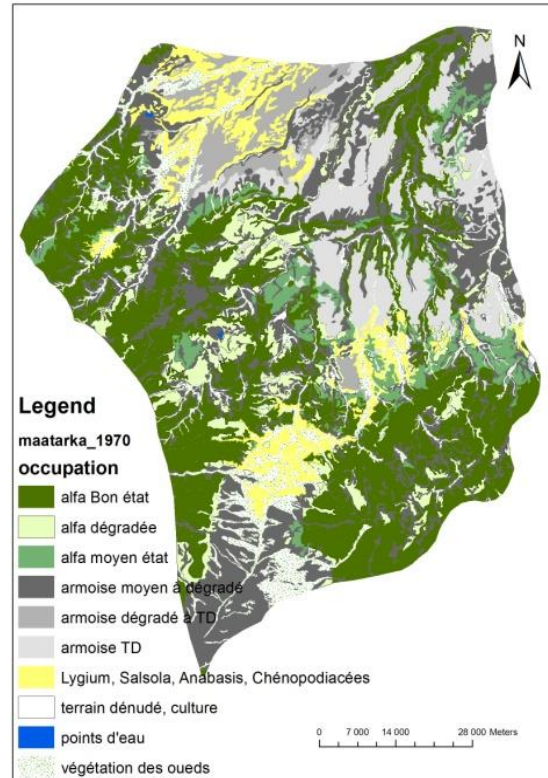 N
Legend
maatarka_1970
occupation
alfa Bon état
alfa dégradée
alfa moyen état
armoise moyen à dégradé
armoise dégradé à TD
armoise TD
Lygium, Salsola, Anabasis, Chénopodiacées
terrain dénudé, culture
points d'eau
végétation des oueds
0 7 000 14 000 28 000 Meters